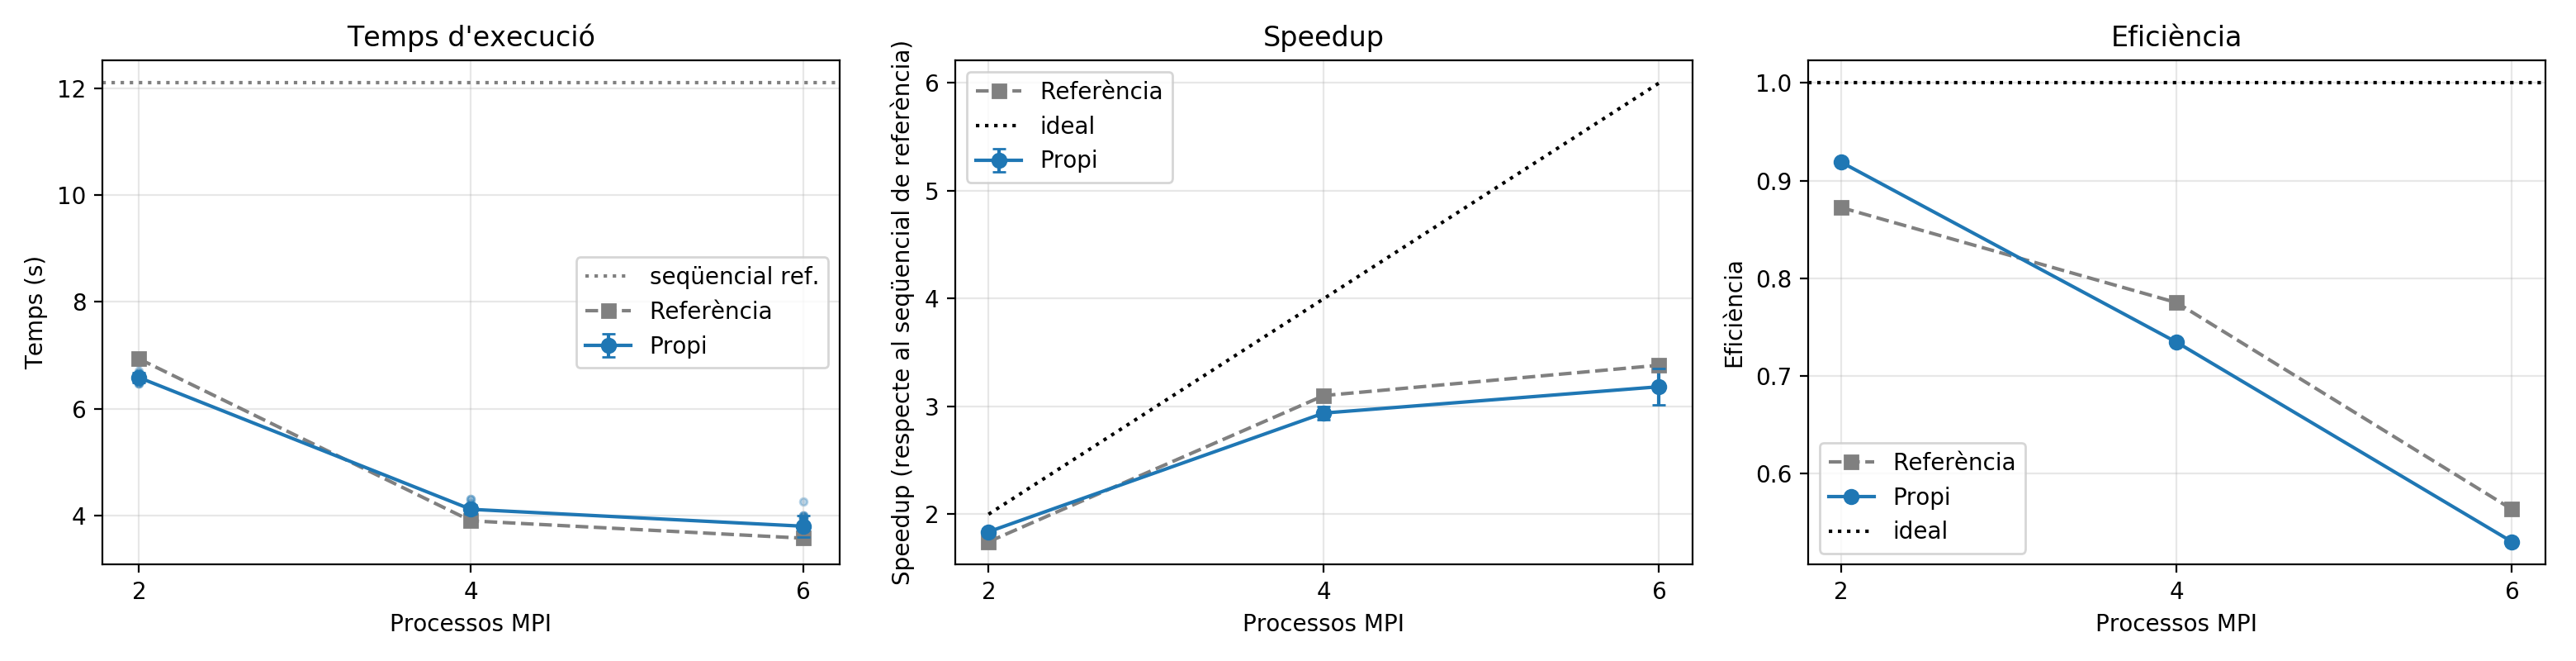 Temps d'execució
Temps (s)
12
10
8
6
4
seqüencial ref.
Referència
Propi
2
4
6
Processos MPI
Speedup
Speedup (respecte al seqüencial de referència)
6
5
4
3
2
Referència
ideal
Propi
2
4
6
Processos MPI
Eficiència
Eficiència
1.0
0.9
0.8
0.7
0.6
Referència
Propi
ideal
2
4
6
Processos MPI